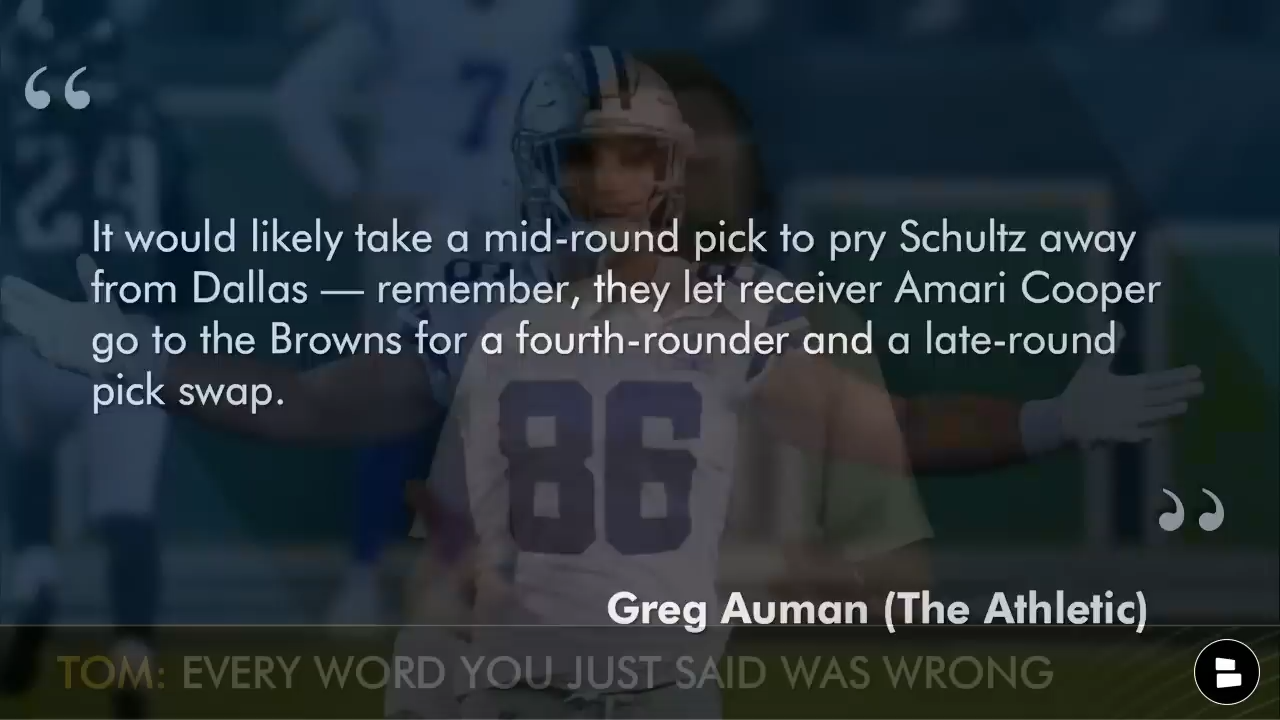 “
It would likely take a mid-round pick to pry Schultz away
from Dallas — remember, they let receiver Amari Cooper
go to the Browns for a fourth-rounder and a late-round
pick swap.
”
Greg Auman (The Athletic)
TOM: EVERY WORD YOU JUST SAID WAS WRONG
86
7